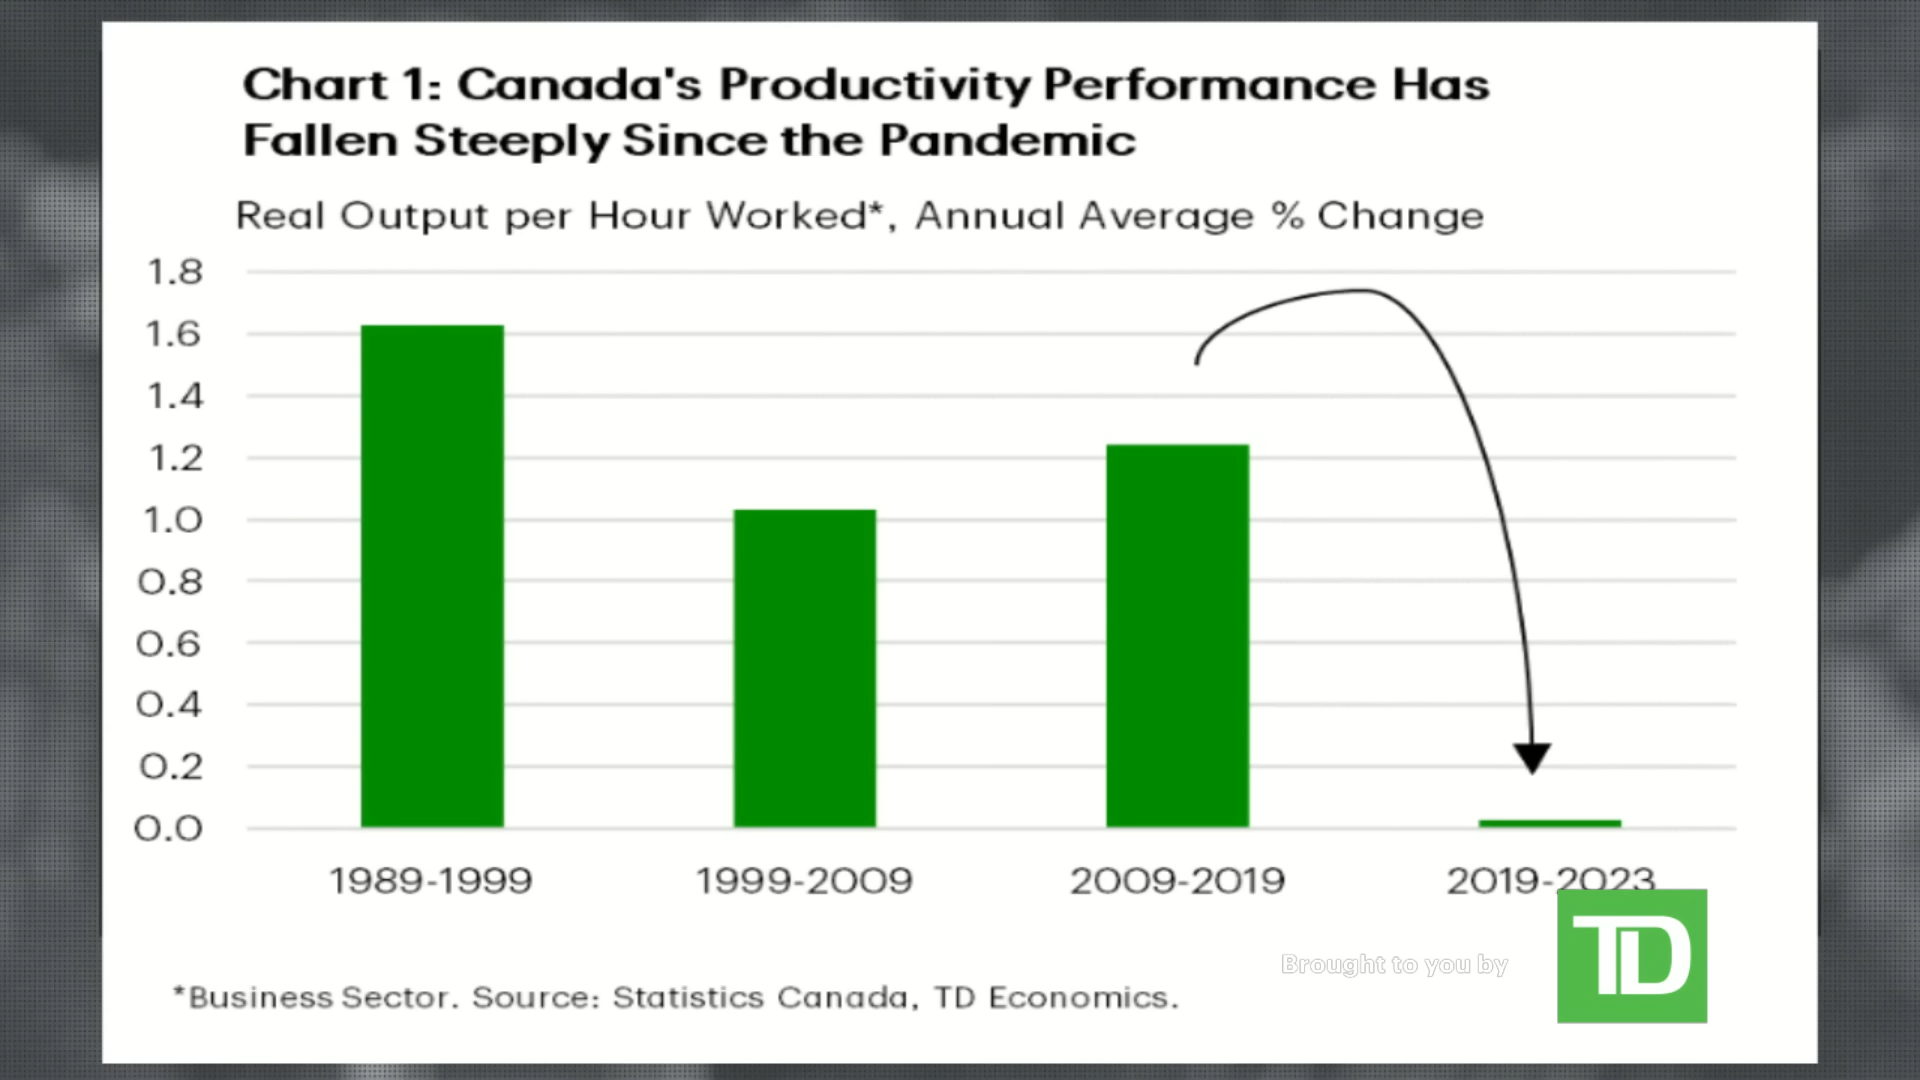 Chart 1: Canada's Productivity Performance Has
Fallen Steeply Since the Pandemic
Real Output per Hour Worked*, Annual Average % Change
1.8
1.6
1.4
1.2
1.0
0.8
0.6
0.4
0.2
0.0
1989-1999
1999-2009
2009-2019
2019-2023
Brought to you by
TD
*Business Sector. Source: Statistics Canada, TD Economics.